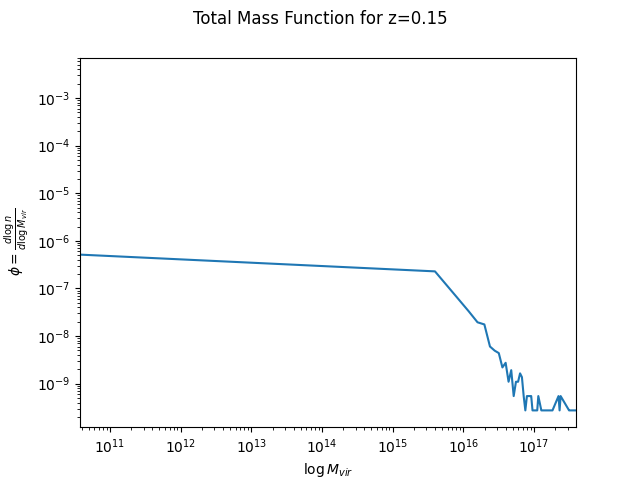 Total Mass Function for z=0.15
10⁻³
10⁻⁴
10⁻⁵
10⁻⁶
10⁻⁷
10⁻⁸
10⁻⁹
ϕ = d log n / d log M_vir
10¹¹ 10¹² 10¹³ 10¹⁴ 10¹⁵ 10¹⁶ 10¹⁷
log M_vir